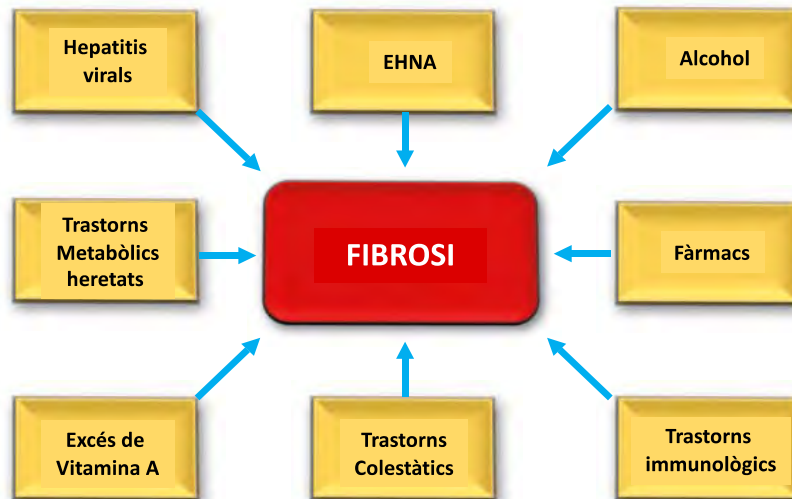 Hepatitis
virals
EHNA
Alcohol
Trastorns
Metabòlics
heretats
FIBROSI
Fàrmacs
Excés de
Vitamina A
Trastorns
Colestàtics
Trastorns
immunològics